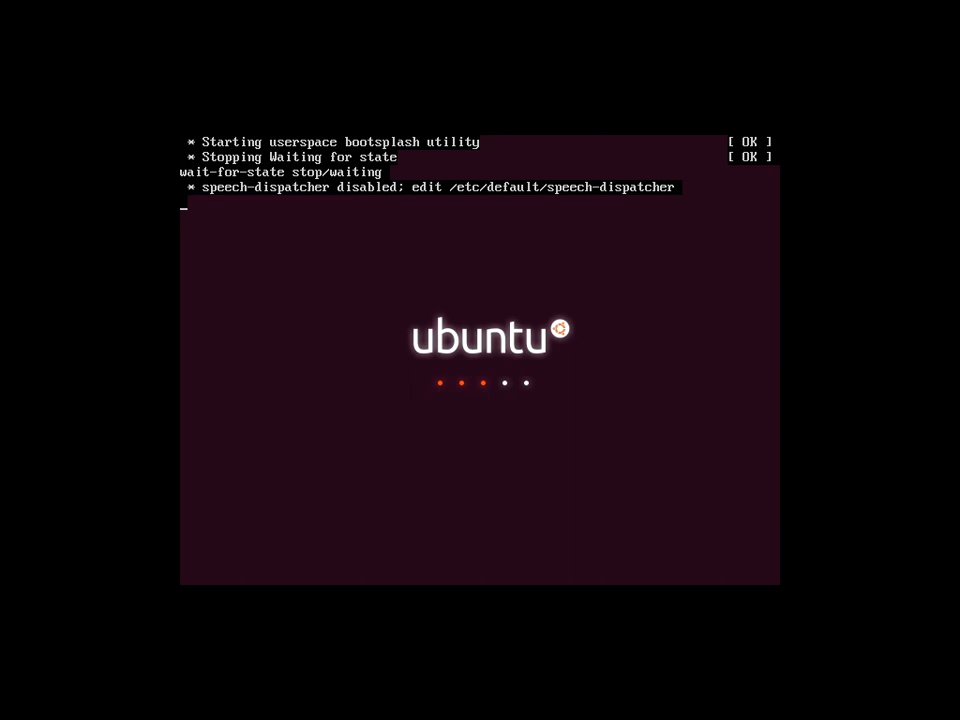 * Starting userspace bootsplash utility [ OK ]
* Stopping Waiting for state [ OK ]
wait-for-state stop/waiting
* speech-dispatcher disabled; edit /etc/default/speech-dispatcher
_
ubuntu